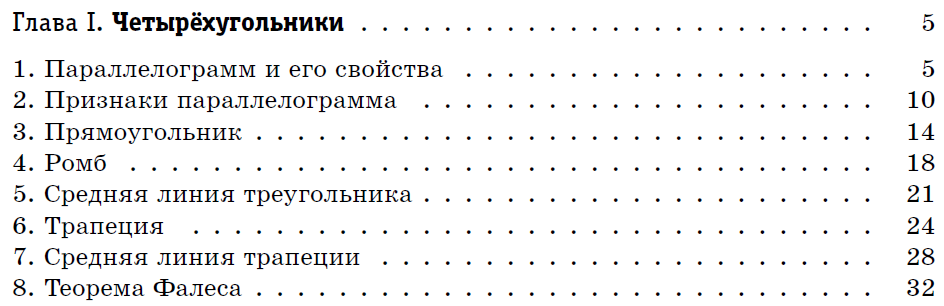 Глава I. Четырёхугольники . . . . . . . . . . . . . . . . . . . . . . . . . 5
1. Параллелограмм и его свойства . . . . . . . . . . . . . . . . . . . . 5
2. Признаки параллелограмма . . . . . . . . . . . . . . . . . . . . . . 10
3. Прямоугольник . . . . . . . . . . . . . . . . . . . . . . . . . . . . . . 14
4. Ромб . . . . . . . . . . . . . . . . . . . . . . . . . . . . . . . . . . . . 18
5. Средняя линия треугольника . . . . . . . . . . . . . . . . . . . . . . 21
6. Трапеция . . . . . . . . . . . . . . . . . . . . . . . . . . . . . . . . . 24
7. Средняя линия трапеции . . . . . . . . . . . . . . . . . . . . . . . . 28
8. Теорема Фалеса . . . . . . . . . . . . . . . . . . . . . . . . . . . . . . 32